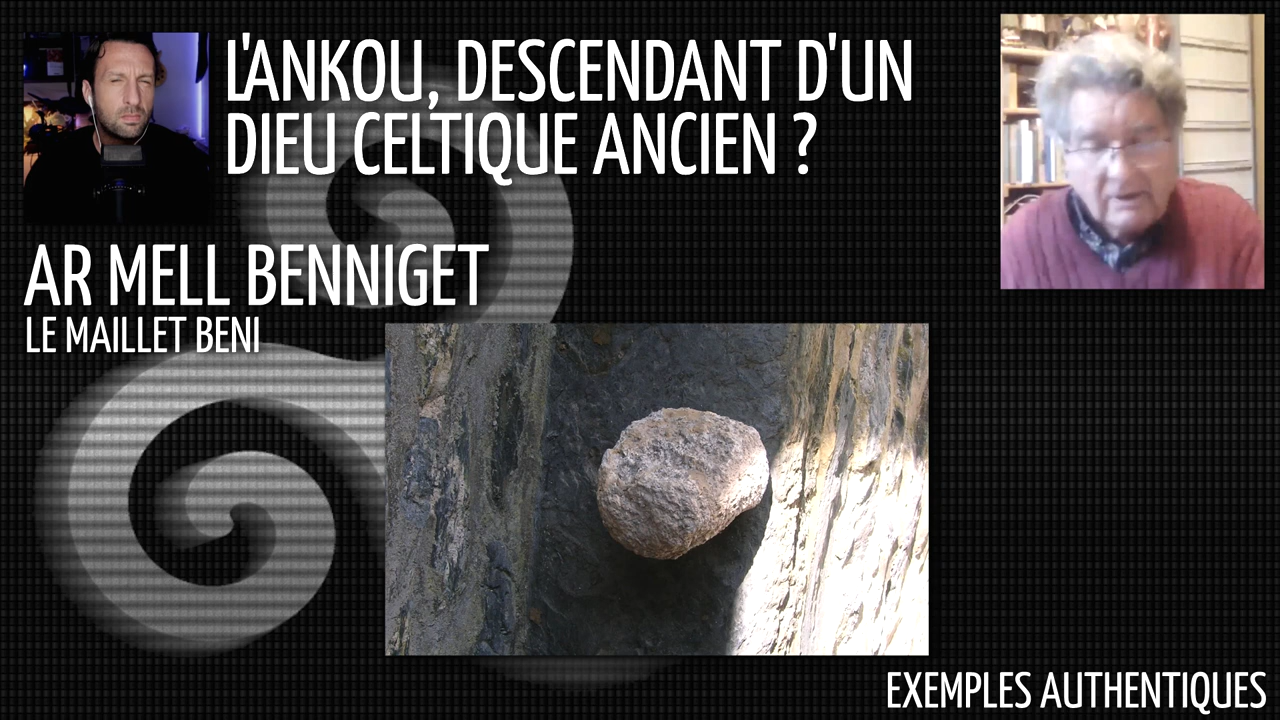 L'ANKOU, DESCENDANT D'UN
DIEU CELTIQUE ANCIEN ?
AR MELL BENNIGET
LE MAILLET BENI
EXEMPLES AUTHENTIQUES